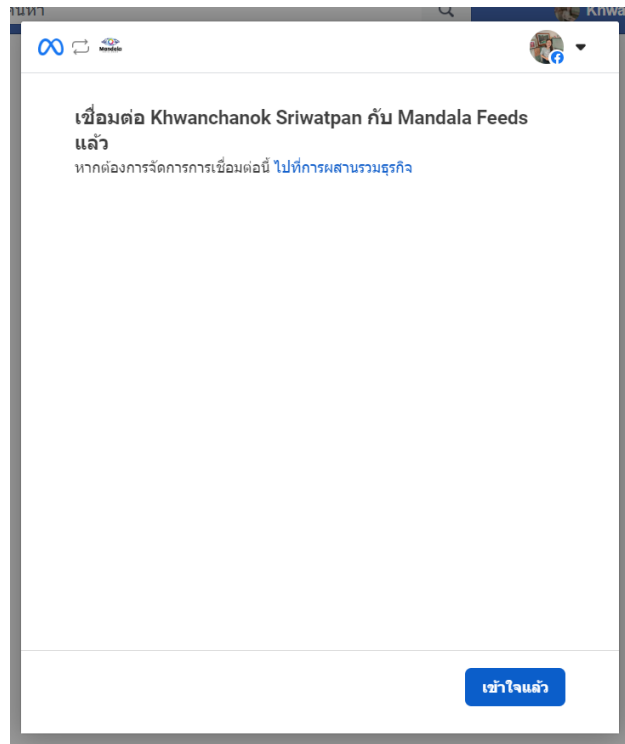 ค้นหา
Khwa
Mandala
เชื่อมต่อ Khwanchanok Sriwatpan กับ Mandala Feeds
แล้ว
หากต้องการจัดการการเชื่อมต่อนี้ ไปที่การผสานรวมธุรกิจ
เข้าใจแล้ว